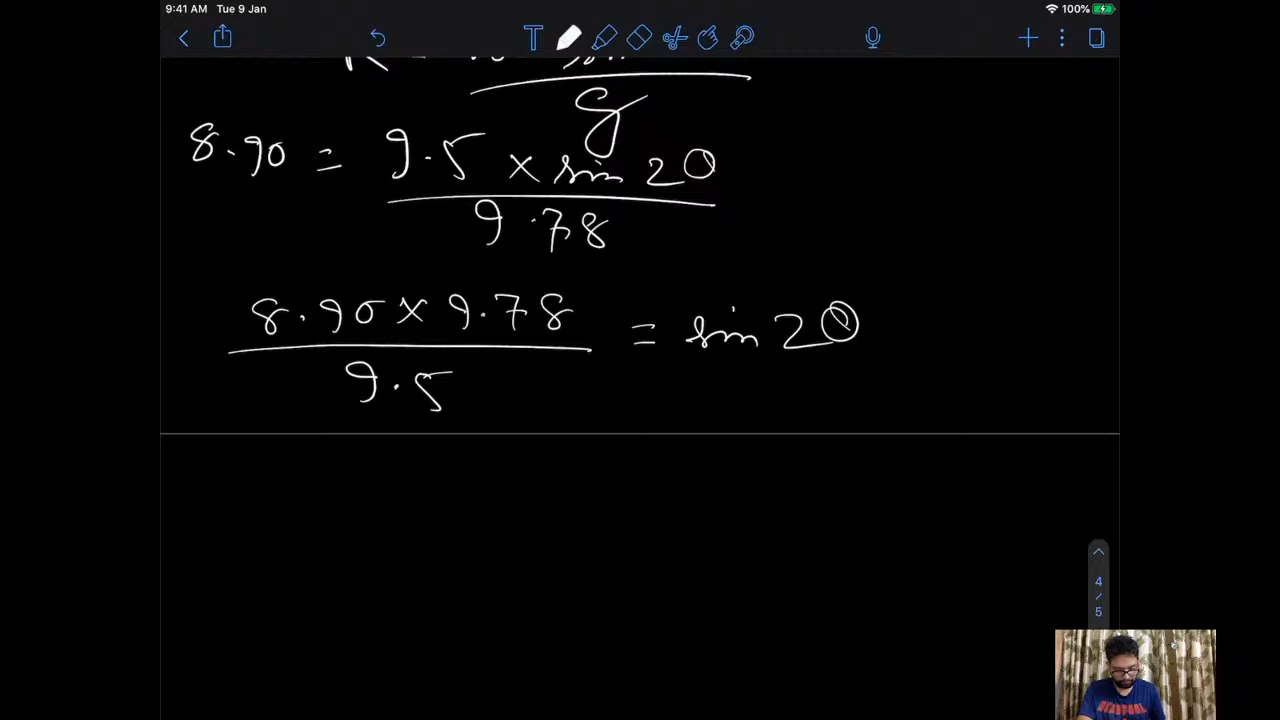 9:41 AM Tue 9 Jan 100%
T
g
8.90 = 9.5 × sin 2θ
9.78
8.90 × 9.78 = sin 2θ
9.5
4
/
5